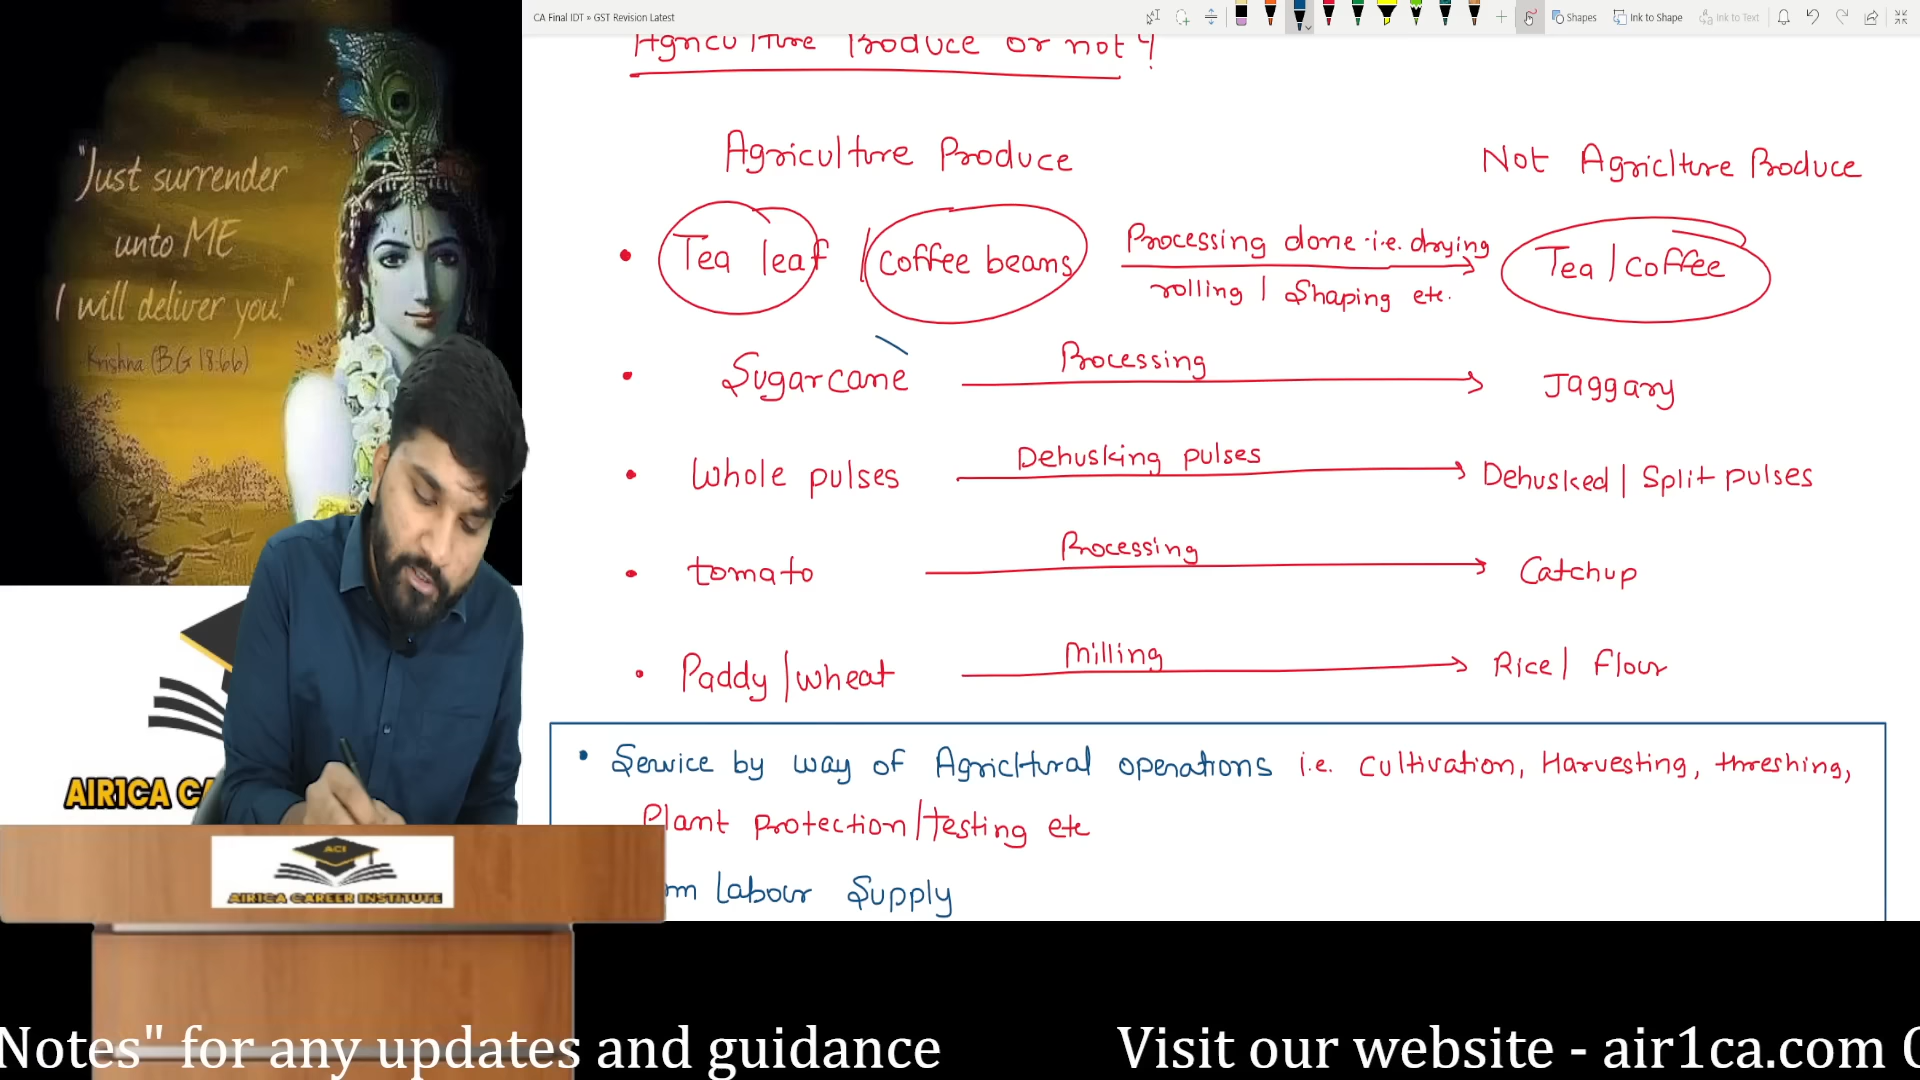 CA Final IDT » GST Revision Latest
Shapes
Ink to Shape
Ink to Text
Agriculture Produce or not?
"Just surrender
unto ME
I will deliver you!"
Krishna (B.G 18:66)
Agriculture Produce
Not Agriclture Produce
• Tea leaf / coffee beans
Processing done i.e. drying
rolling / Shaping etc.
Tea / coffee
• Sugarcane
Processing
Jaggary
• Whole pulses
Dehusking pulses
Dehusked / Split pulses
• tomato
Processing
Catchup
• Paddy / wheat
Milling
Rice / Flour
• Service by way of Agricltural operations i.e. cultivation, Harvesting, threshing,
Plant protection / testing etc
Labour Supply
AIR1CA CA
ACI
AIR1CA CAREER INSTITUTE
Notes" for any updates and guidance
Visit our website - air1ca.com